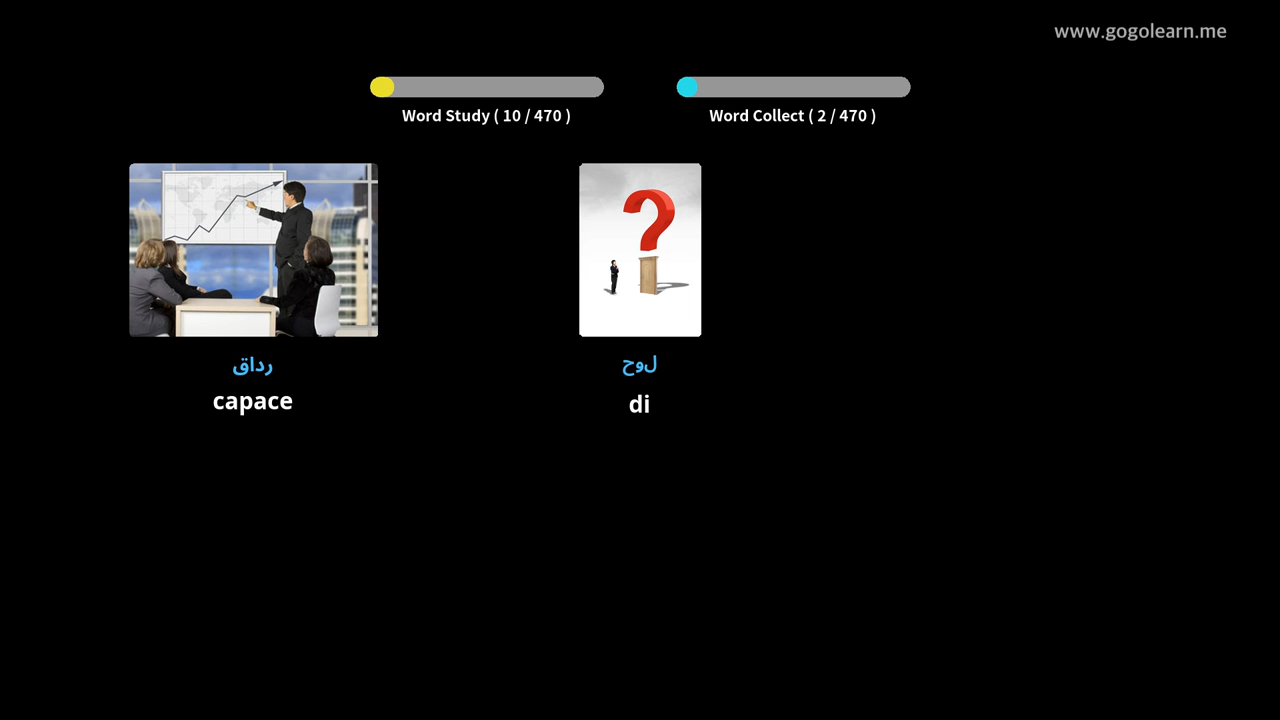 www.gogolearn.me
Word Study ( 10 / 470 )
Word Collect ( 2 / 470 )
رداق
capace
لوح
di